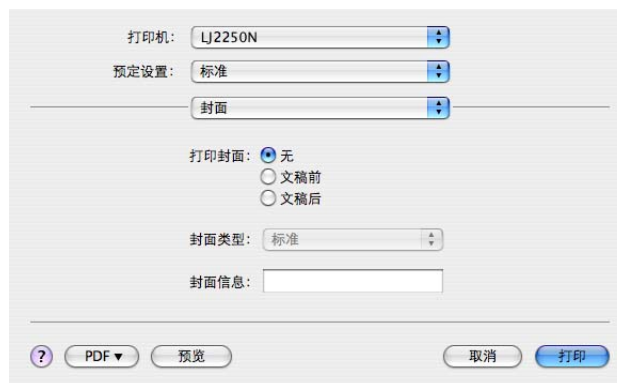 打印机： LJ2250N
预定设置： 标准
封面
打印封面： 无
文稿前
文稿后
封面类型： 标准
封面信息：
? PDF▼ 预览 取消 打印